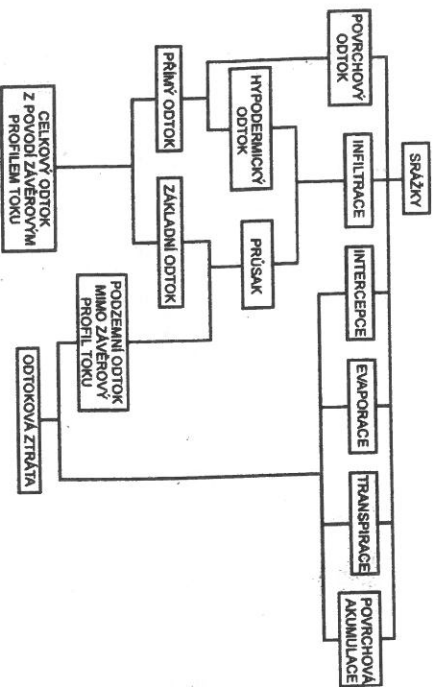 SRÁŽKY
POVRCHOVÝ
ODTOK
INFILTRACE
INTERCEPCE
EVAPORACE
TRANSPIRACE
POVRCHOVÁ
AKUMULACE
HYPODERMICKÝ
ODTOK
PRŮSAK
PŘÍMÝ ODTOK
ZÁKLADNÍ ODTOK
PODZEMNÍ ODTOK
MIMO ZÁVĚROVÝ
PROFIL TOKU
CELKOVÝ ODTOK
Z POVODÍ ZÁVĚROVÝM
PROFILEM TOKU
ODTOKOVÁ ZTRÁTA